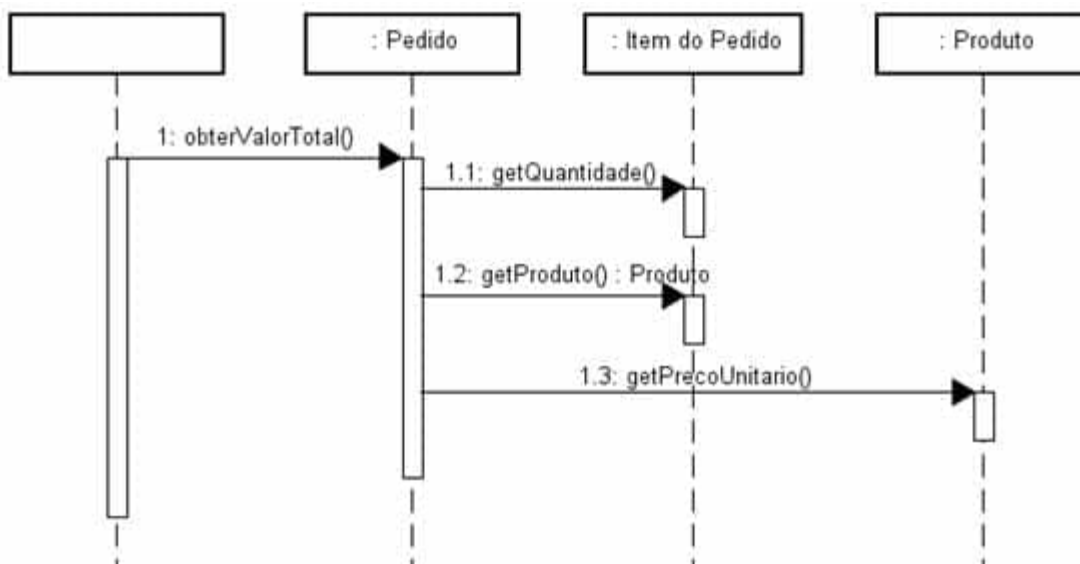 : Pedido
: Item do Pedido
: Produto
1: obterValorTotal()
1.1: getQuantidade()
1.2: getProduto() : Produto
1.3: getPrecoUnitario()